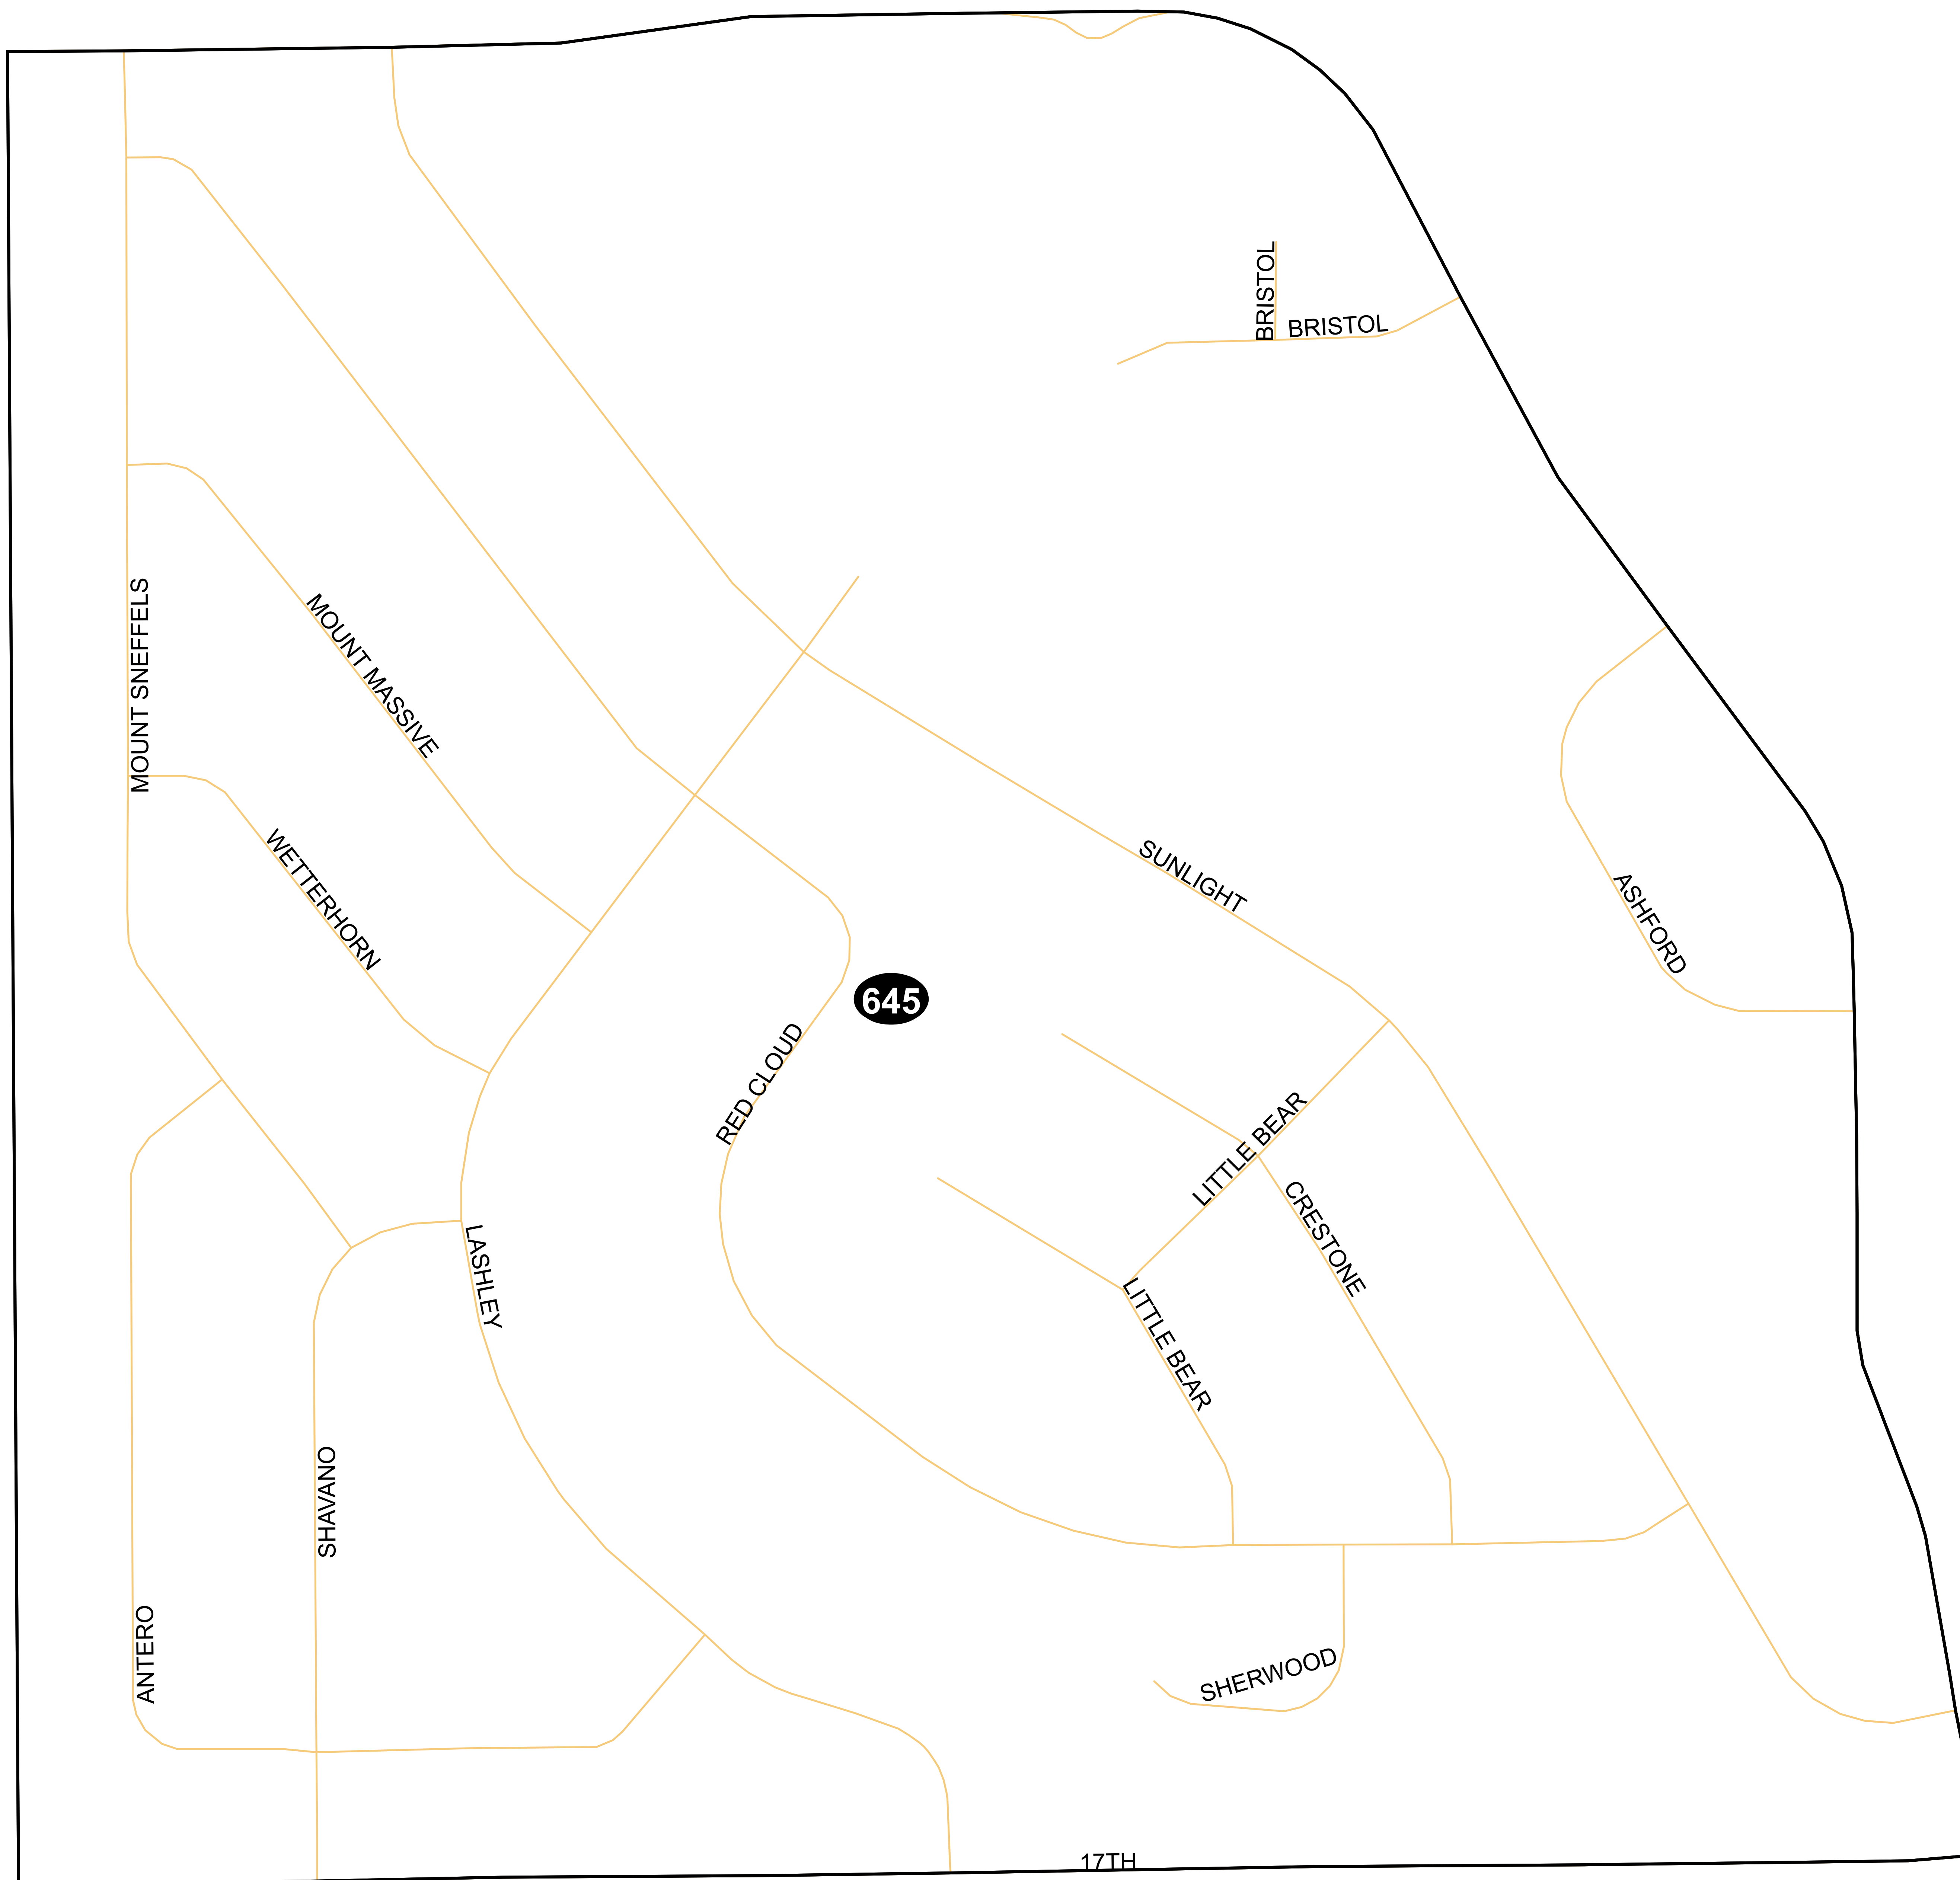 BRISTOL
BRISTOL
MOUNT SNEFFELS
MOUNT MASSIVE
WETTERHORN
SUNLIGHT
ASHFORD
645
RED CLOUD
LITTLE BEAR
CRESTONE
LASHLEY
LITTLE BEAR
SHAVANO
ANTERO
SHERWOOD
17TH